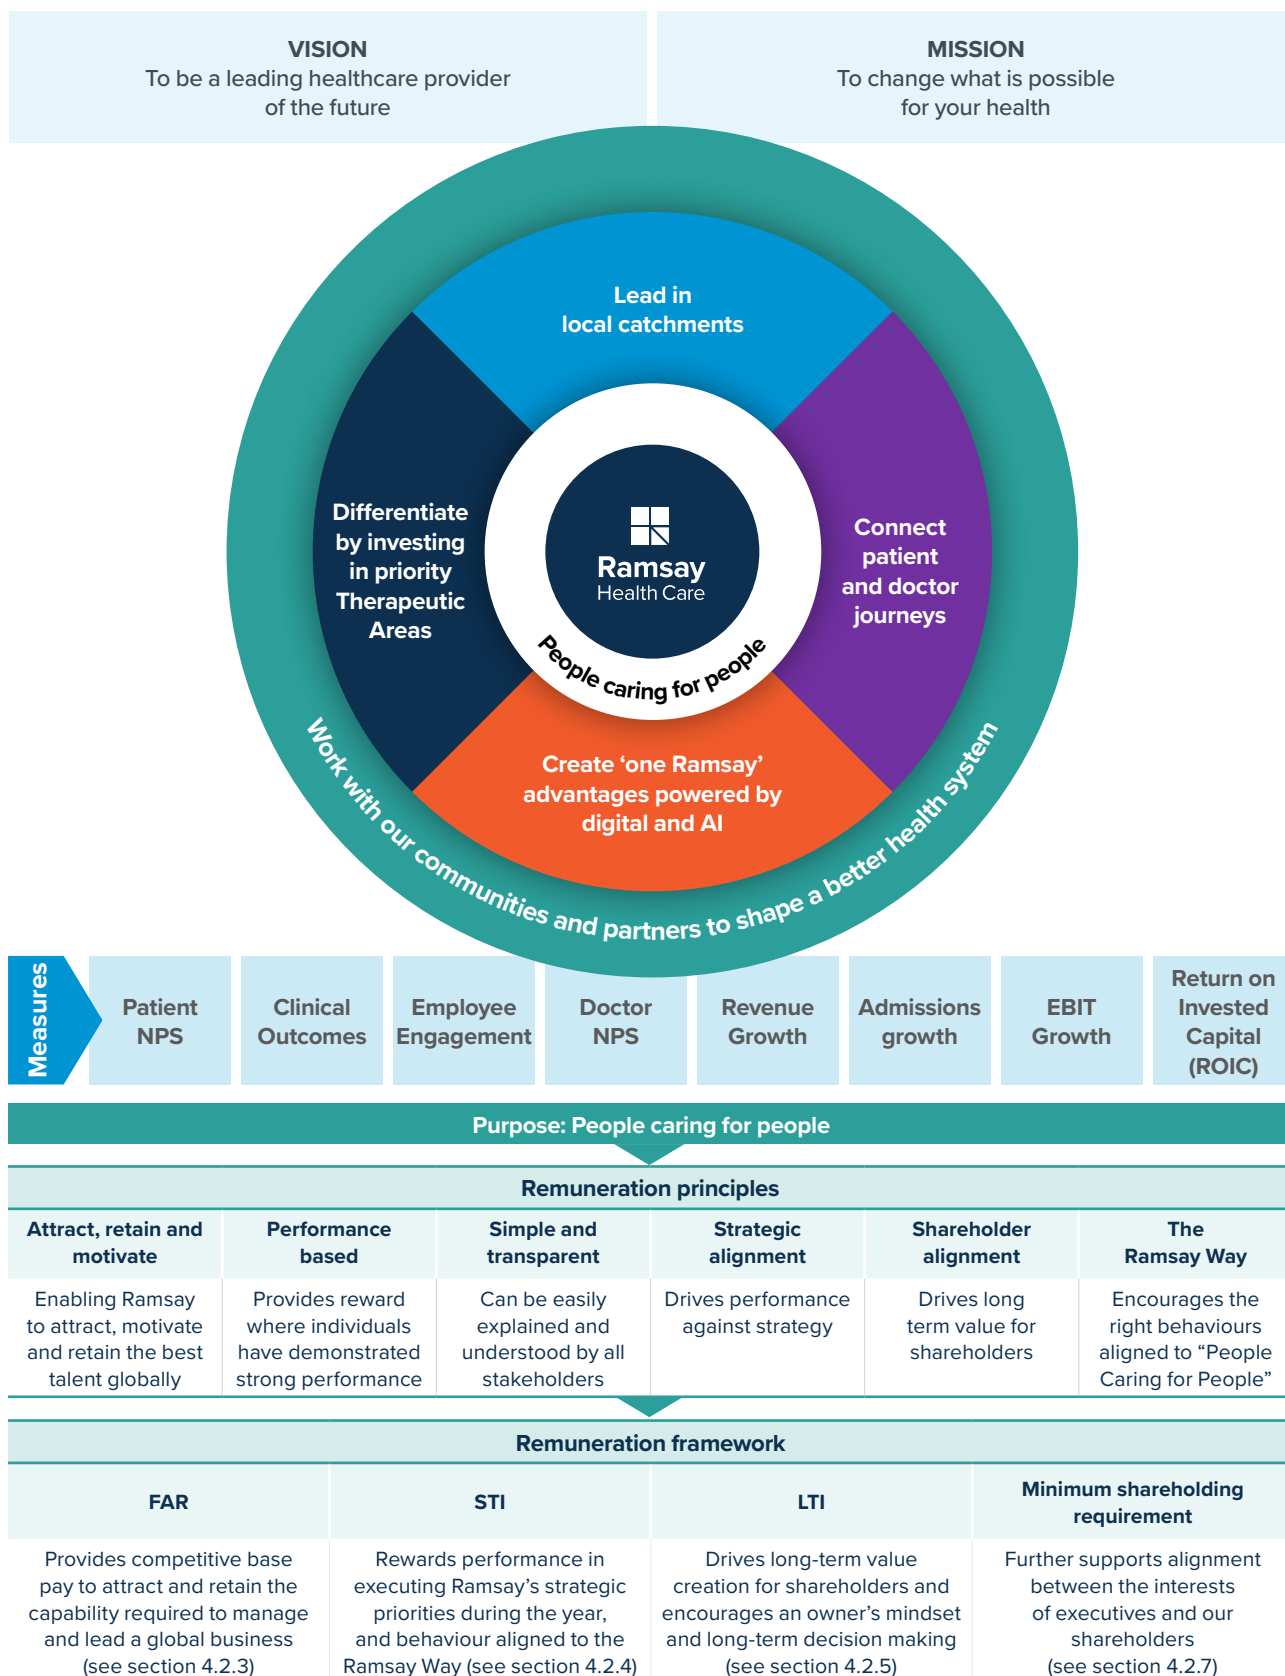 VISION
To be a leading healthcare provider
of the future
MISSION
To change what is possible
for your health
Lead in
local catchments
Differentiate
by investing
in priority
Therapeutic
Areas
Ramsay
Health Care
People caring for people
Connect
patient
and doctor
journeys
Create ‘one Ramsay’
advantages powered by
digital and AI
Work with our communities and partners to shape a better health system
Measures
Patient
NPS
Clinical
Outcomes
Employee
Engagement
Doctor
NPS
Revenue
Growth
Admissions
growth
EBIT
Growth
Return on
Invested
Capital
(ROIC)
Purpose: People caring for people
Remuneration principles
Attract, retain and
motivate
Performance
based
Simple and
transparent
Strategic
alignment
Shareholder
alignment
The
Ramsay Way
Enabling Ramsay
to attract, motivate
and retain the best
talent globally
Provides reward
where individuals
have demonstrated
strong performance
Can be easily
explained and
understood by all
stakeholders
Drives performance
against strategy
Drives long
term value for
shareholders
Encourages the
right behaviours
aligned to “People
Caring for People”
Remuneration framework
FAR
STI
LTI
Minimum shareholding
requirement
Provides competitive base
pay to attract and retain the
capability required to manage
and lead a global business
(see section 4.2.3)
Rewards performance in
executing Ramsay’s strategic
priorities during the year,
and behaviour aligned to the
Ramsay Way (see section 4.2.4)
Drives long-term value
creation for shareholders and
encourages an owner’s mindset
and long-term decision making
(see section 4.2.5)
Further supports alignment
between the interests
of executives and our
shareholders
(see section 4.2.7)